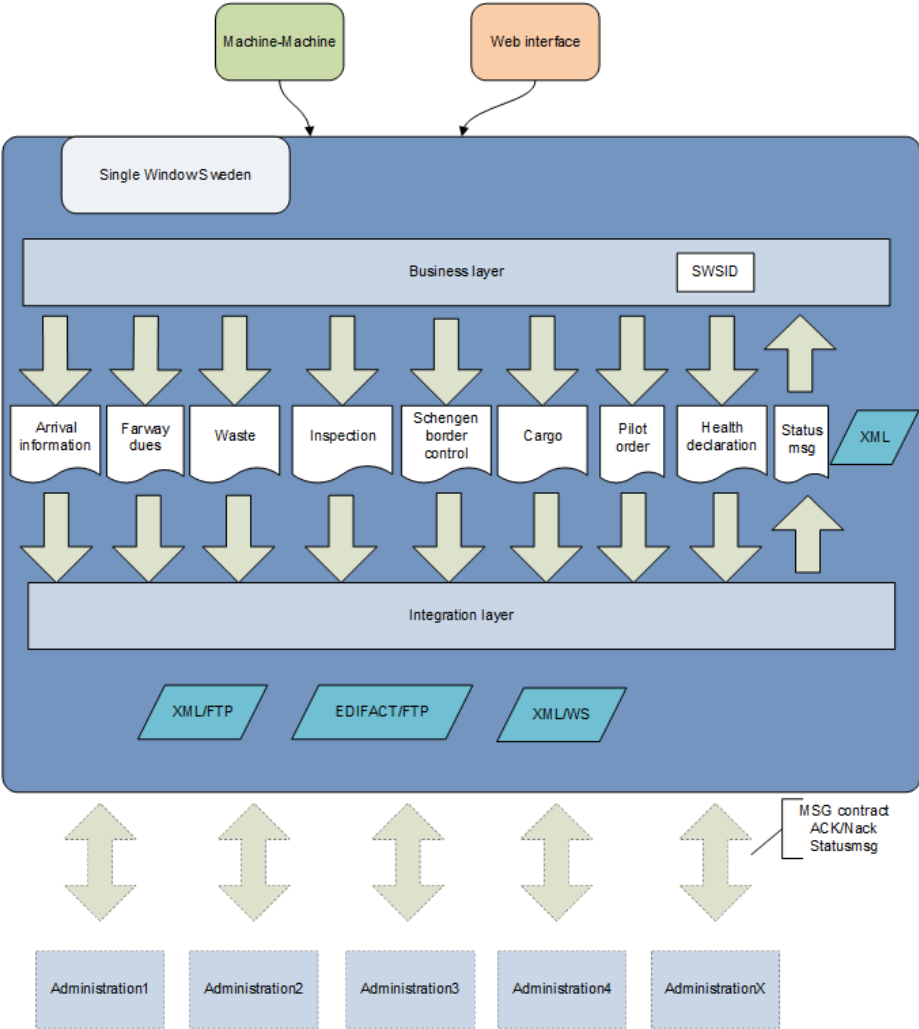 Machine-Machine
Web interface
Single WindowSweden
Business layer
SWSID
Arrival
information
Farway
dues
Waste
Inspection
Schengen
border
control
Cargo
Pilot
order
Health
declaration
Status
msg
XML
Integration layer
XML/FTP
EDIFACT/FTP
XML/WS
MSG contract
ACK/Nack
Statusmsg
Administration1
Administration2
Administration3
Administration4
AdministrationX